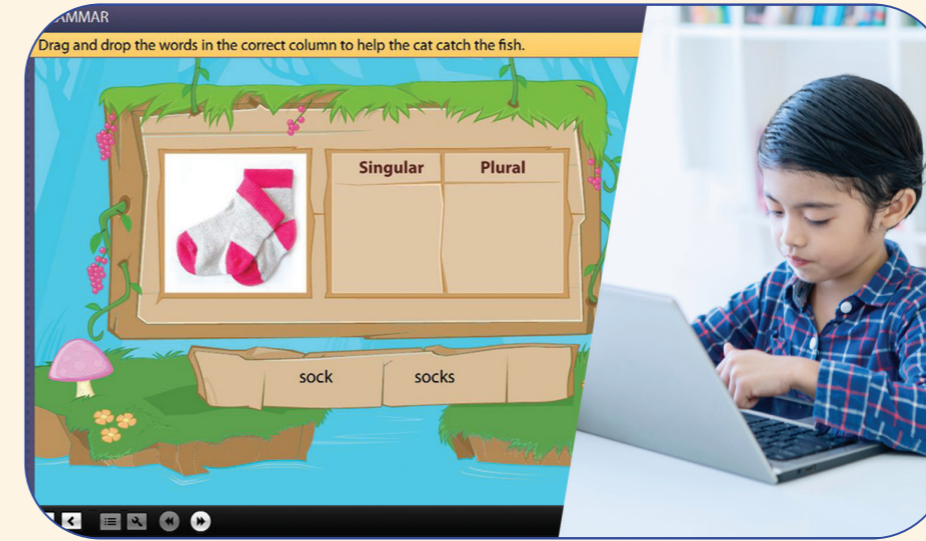 AMMAR
Drag and drop the words in the correct column to help the cat catch the fish.
Singular Plural
sock socks